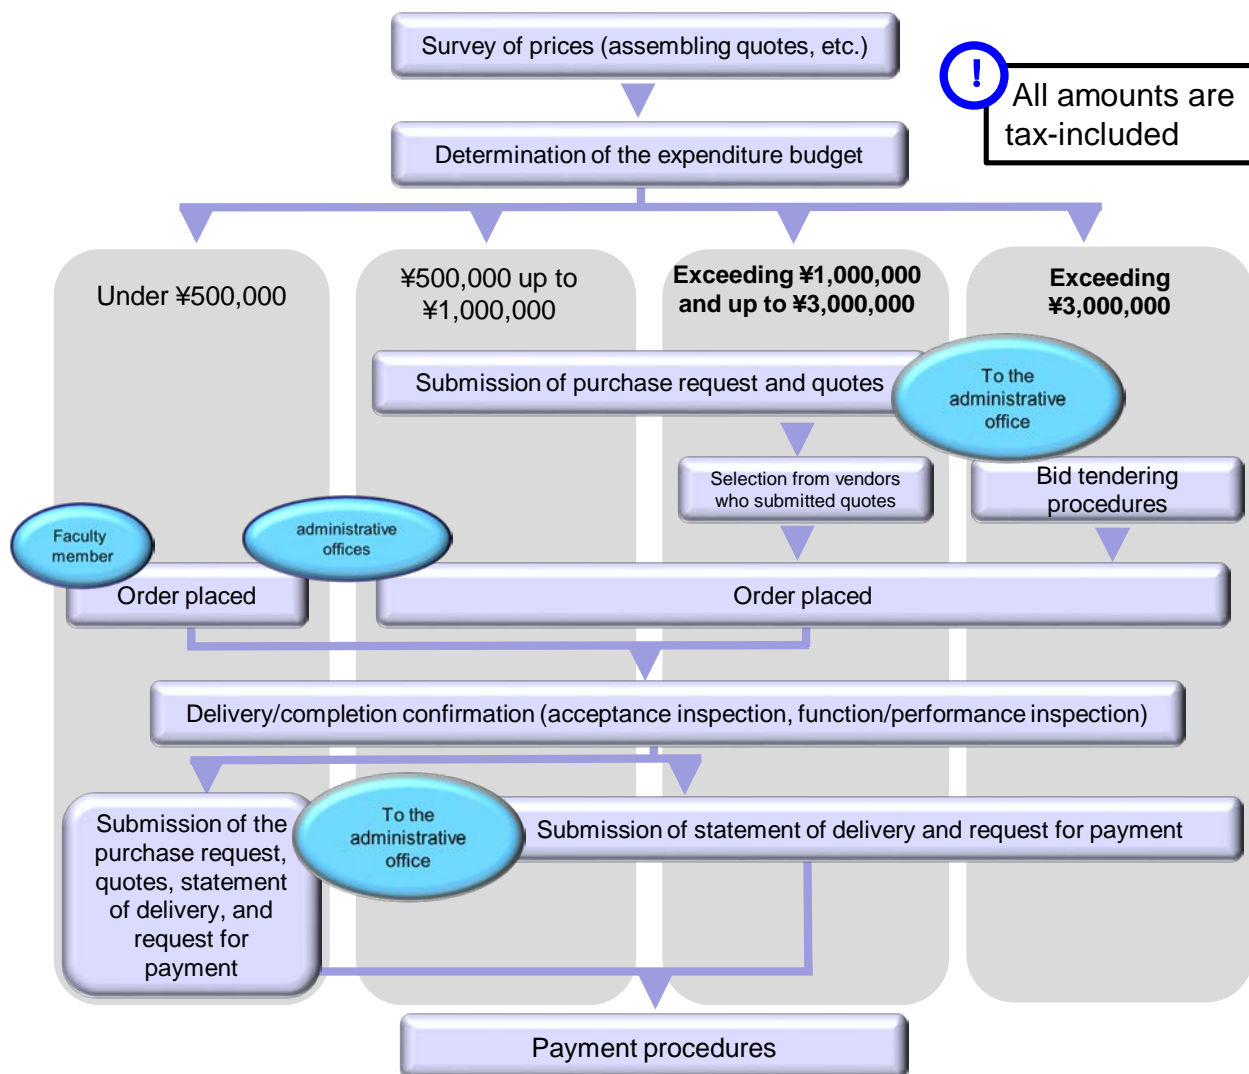 Survey of prices (assembling quotes, etc.)
!
All amounts are
tax-included
Determination of the expenditure budget
Under ¥500,000
¥500,000 up to
¥1,000,000
Exceeding ¥1,000,000
and up to ¥3,000,000
Exceeding
¥3,000,000
Submission of purchase request and quotes
To the
administrative
office
Selection from vendors
who submitted quotes
Bid tendering
procedures
Faculty
member
administrative
offices
Order placed
Order placed
Delivery/completion confirmation (acceptance inspection, function/performance inspection)
Submission of the
purchase request,
quotes, statement
of delivery, and
request for
payment
To the
administrative
office
Submission of statement of delivery and request for payment
Payment procedures